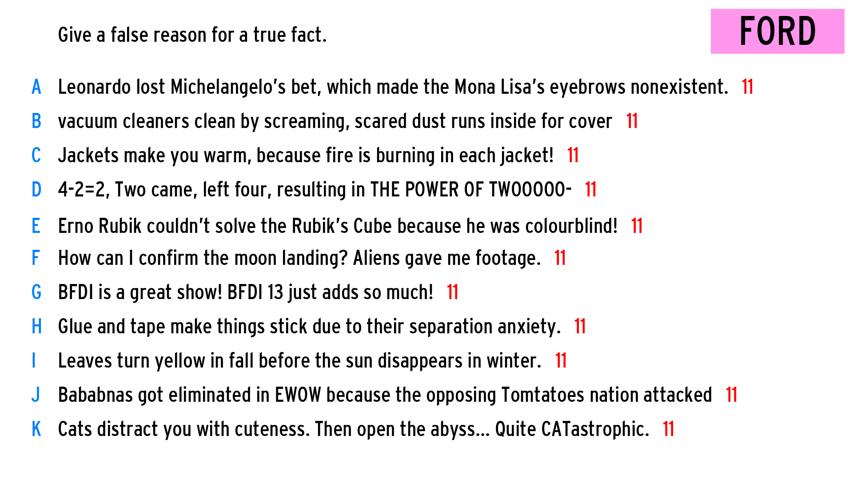 Give a false reason for a true fact.
FORD
A Leonardo lost Michelangelo's bet, which made the Mona Lisa's eyebrows nonexistent. 11
B vacuum cleaners clean by screaming, scared dust runs inside for cover 11
C Jackets make you warm, because fire is burning in each jacket! 11
D 4-2=2, Two came, left four, resulting in THE POWER OF TWOOOOO- 11
E Erno Rubik couldn't solve the Rubik's Cube because he was colourblind! 11
F How can I confirm the moon landing? Aliens gave me footage. 11
G BFDI is a great show! BFDI 13 just adds so much! 11
H Glue and tape make things stick due to their separation anxiety. 11
I Leaves turn yellow in fall before the sun disappears in winter. 11
J Bababnas got eliminated in EWOW because the opposing Tomtatoes nation attacked 11
K Cats distract you with cuteness. Then open the abyss... Quite CATastrophic. 11